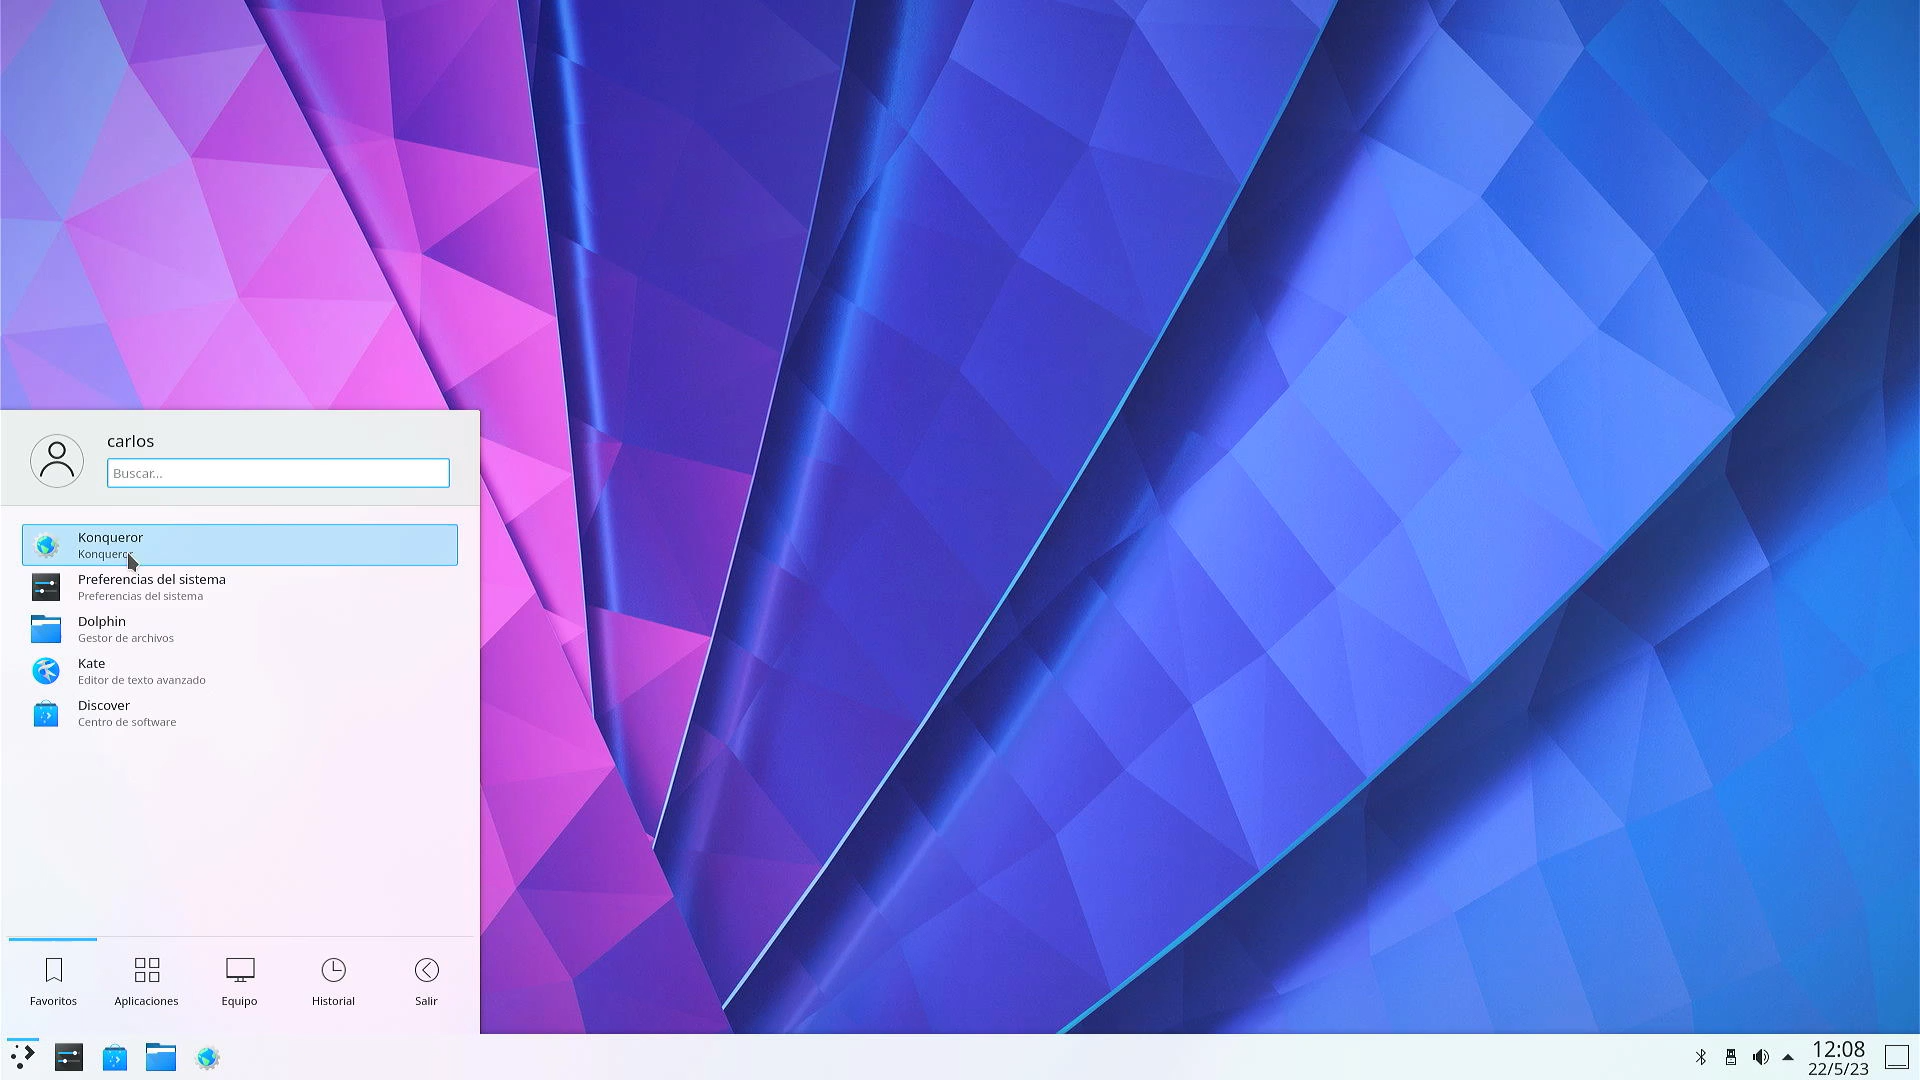 carlos
Buscar...
Konqueror
Konqueror
Preferencias del sistema
Preferencias del sistema
Dolphin
Gestor de archivos
Kate
Editor de texto avanzado
Discover
Centro de software
Favoritos
Aplicaciones
Equipo
Historial
Salir
12:08
22/5/23